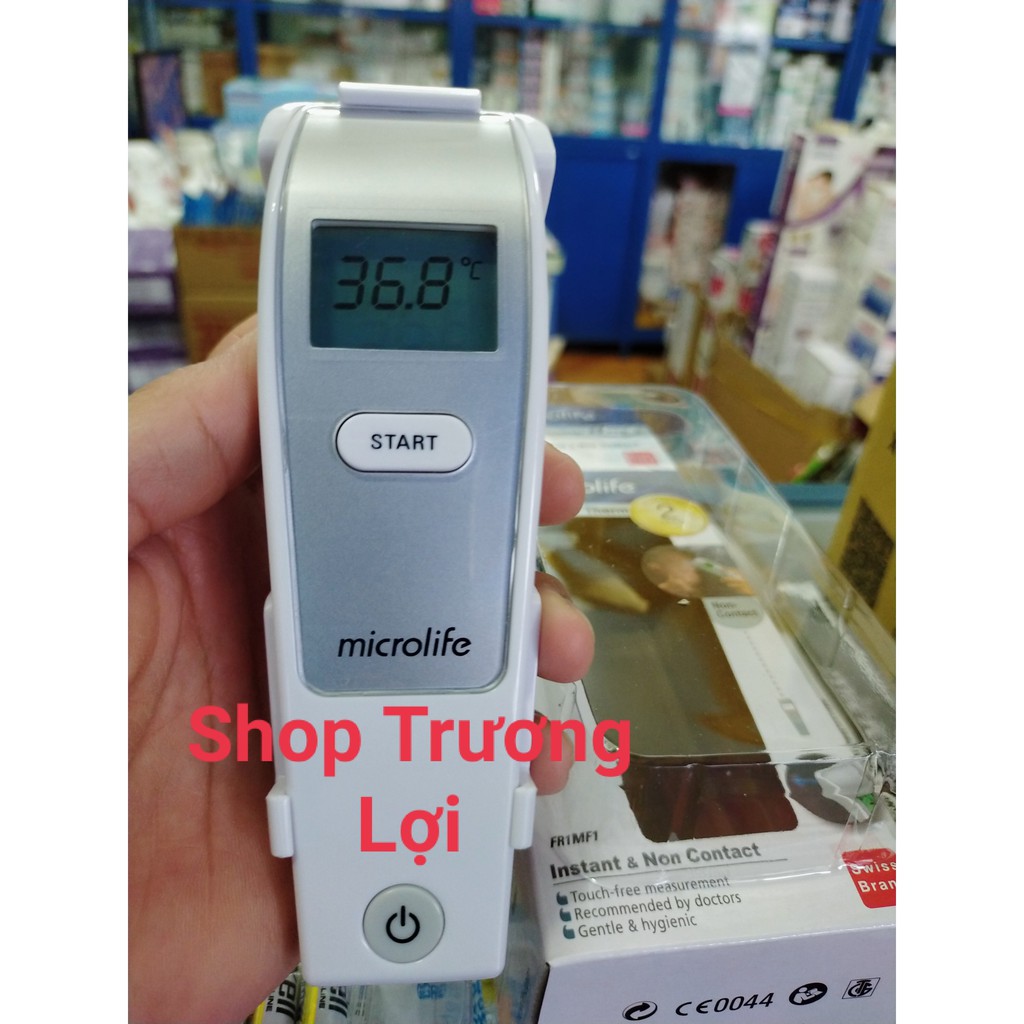 36.8°C
START
microlife
Shop Trương
Lợi
Non
Contact
FR1MF1
Instant & Non Contact
Touch-free measurement
Recommended by doctors
Gentle & hygienic
Swiss
Bran
CE0044